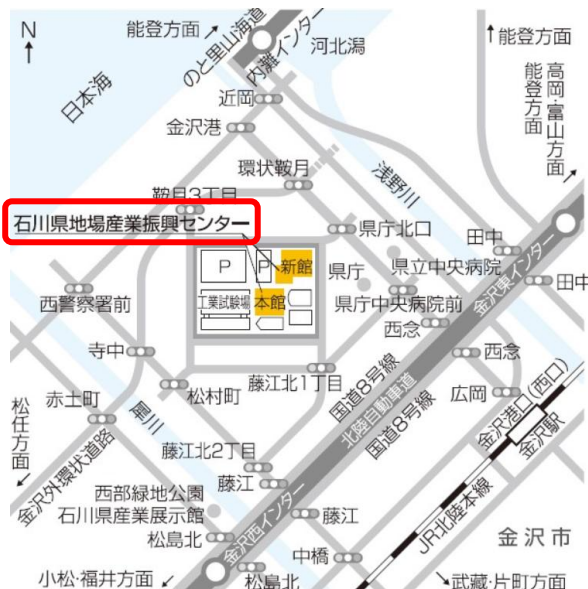 N
能登方面
のと里山海道
内灘インター
河北潟
能登方面
日本海
近岡
金沢港
高岡・富山方面
能登方面
環状鞍月
浅野川
鞍月3丁目
石川県地場産業振興センター
県庁北口
田中
P
P
新館
県庁
県立中央病院
金沢東インター
田中
西警察署前
工業試験場
本館
県庁中央病院前
西念
寺中
藤江北1丁目
国道8号線
北陸自動車道
国道8号線
西念
松村町
広岡
赤土町
松任方面
犀川
金沢港口(西口)
金沢駅
金沢外環状道路
藤江北2丁目
藤江
西部緑地公園
石川県産業展示館
藤江
JR北陸本線
金沢市
松島北
金沢西インター
中橋
小松・福井方面
松島北
武蔵・片町方面